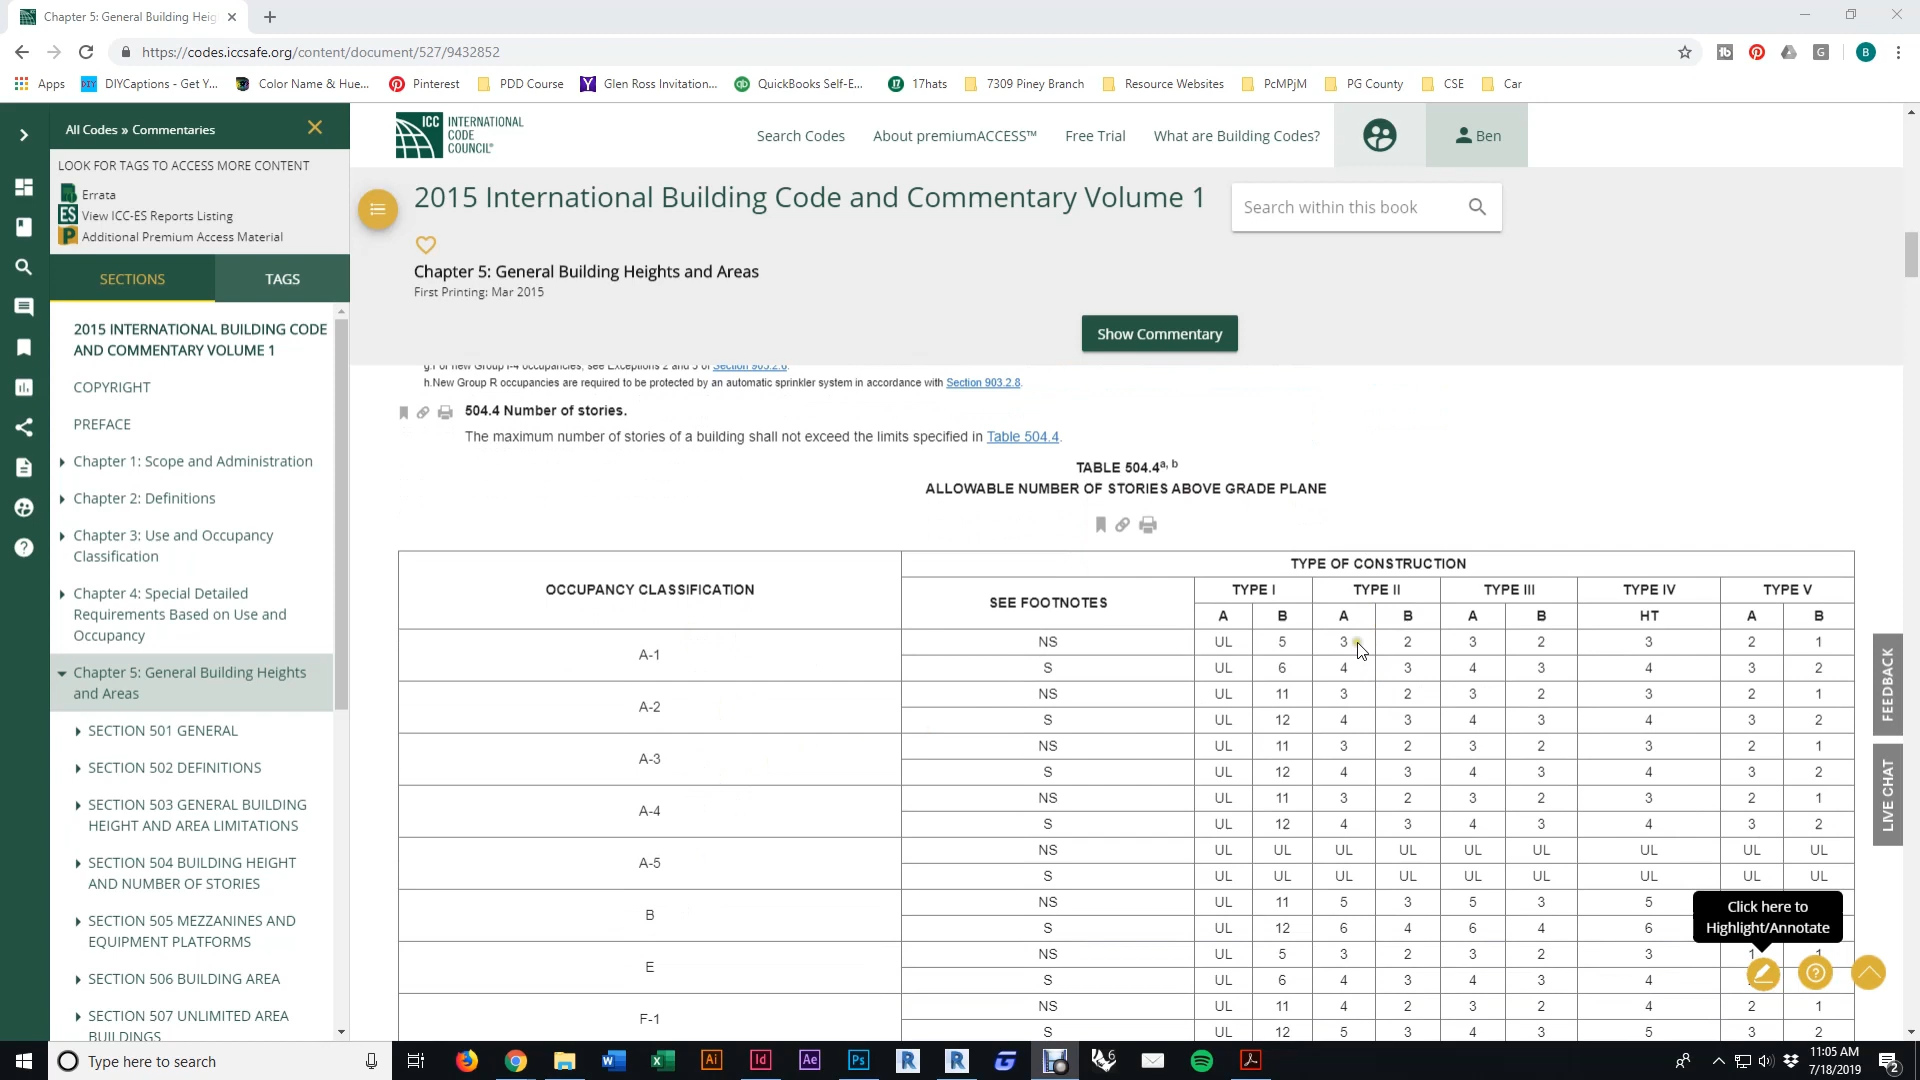 Chapter 5: General Building Heig
https://codes.iccsafe.org/content/document/527/9432852
Apps DIYCaptions - Get Y... Color Name & Hue... Pinterest PDD Course Glen Ross Invitation... QuickBooks Self-E... 17hats 7309 Piney Branch Resource Websites PcMPjM PG County CSE Car
All Codes » Commentaries
LOOK FOR TAGS TO ACCESS MORE CONTENT
Errata
ES View ICC-ES Reports Listing
P Additional Premium Access Material
SECTIONS TAGS
2015 INTERNATIONAL BUILDING CODE
AND COMMENTARY VOLUME 1
COPYRIGHT
PREFACE
Chapter 1: Scope and Administration
Chapter 2: Definitions
Chapter 3: Use and Occupancy
Classification
Chapter 4: Special Detailed
Requirements Based on Use and
Occupancy
Chapter 5: General Building Heights
and Areas
SECTION 501 GENERAL
SECTION 502 DEFINITIONS
SECTION 503 GENERAL BUILDING
HEIGHT AND AREA LIMITATIONS
SECTION 504 BUILDING HEIGHT
AND NUMBER OF STORIES
SECTION 505 MEZZANINES AND
EQUIPMENT PLATFORMS
SECTION 506 BUILDING AREA
SECTION 507 UNLIMITED AREA
BUILDINGS
ICC INTERNATIONAL
CODE
COUNCIL®
Search Codes About premiumACCESS™ Free Trial What are Building Codes? Ben
2015 International Building Code and Commentary Volume 1
Search within this book
Chapter 5: General Building Heights and Areas
First Printing: Mar 2015
Show Commentary
h.New Group R occupancies are required to be protected by an automatic sprinkler system in accordance with Section 903.2.8.
504.4 Number of stories.
The maximum number of stories of a building shall not exceed the limits specified in Table 504.4.
TABLE 504.4a, b
ALLOWABLE NUMBER OF STORIES ABOVE GRADE PLANE
OCCUPANCY CLASSIFICATION TYPE OF CONSTRUCTION
SEE FOOTNOTES TYPE I TYPE II TYPE III TYPE IV TYPE V
A B A B A B HT A B
A-1 NS UL 5 3 2 3 2 3 2 1
S UL 6 4 3 4 3 4 3 2
A-2 NS UL 11 3 2 3 2 3 2 1
S UL 12 4 3 4 3 4 3 2
A-3 NS UL 11 3 2 3 2 3 2 1
S UL 12 4 3 4 3 4 3 2
A-4 NS UL 11 3 2 3 2 3 2 1
S UL 12 4 3 4 3 4 3 2
A-5 NS UL UL UL UL UL UL UL UL UL
S UL UL UL UL UL UL UL UL UL
B NS UL 11 5 3 5 3 5
S UL 12 6 4 6 4 6
E NS UL 5 3 2 3 2 3 1 1
S UL 6 4 3 4 3 4
F-1 NS UL 11 4 2 3 2 4 2 1
S UL 12 5 3 4 3 5 3 2
Click here to
Highlight/Annotate
FEEDBACK
LIVE CHAT
Type here to search
11:05 AM
7/18/2019